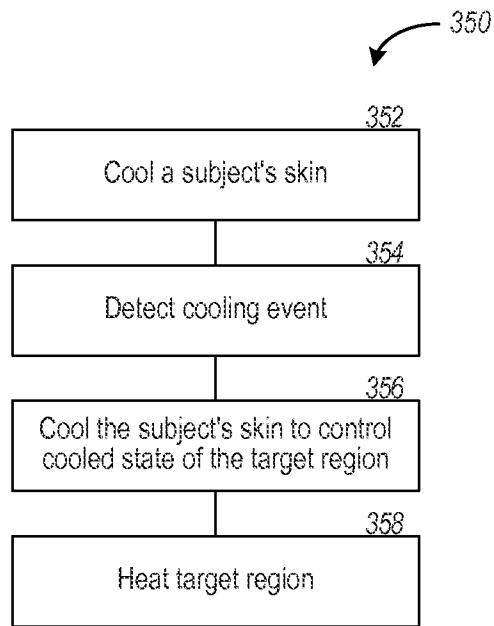 350
352
Cool a subject's skin
354
Detect cooling event
356
Cool the subject's skin to control
cooled state of the target region
358
Heat target region